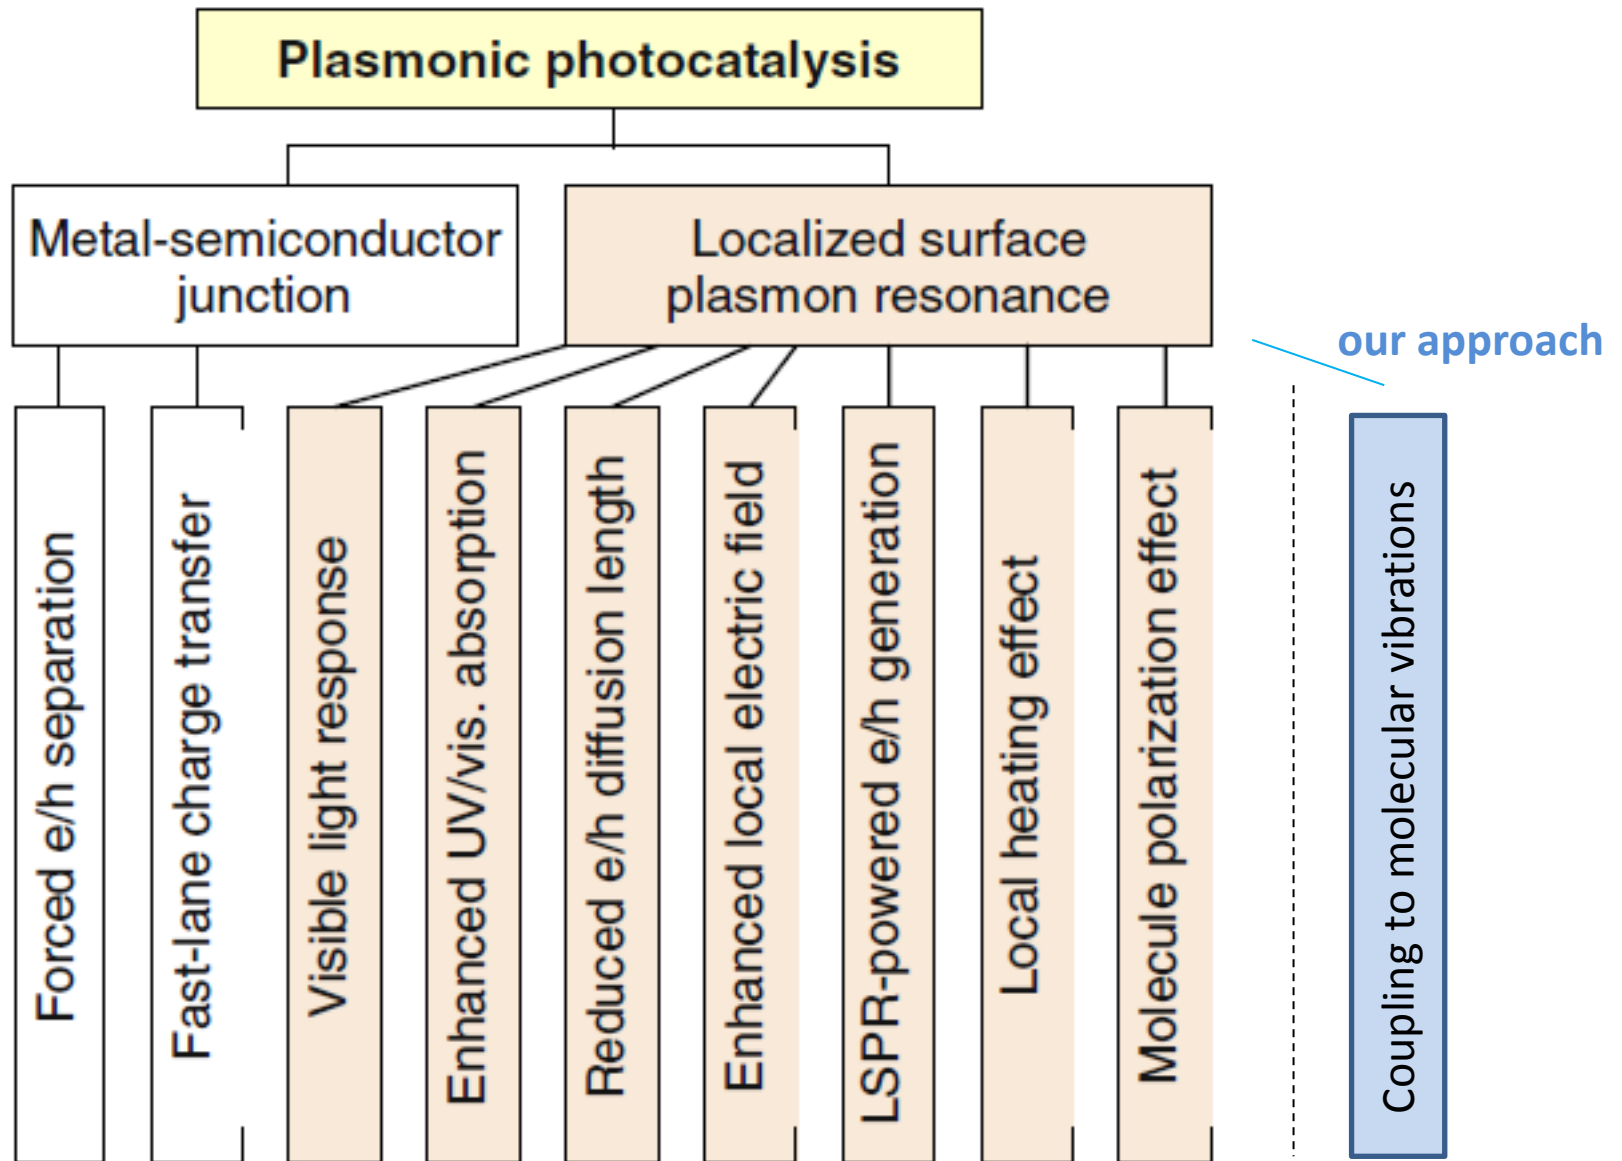 Plasmonic photocatalysis
Metal-semiconductor
junction
Localized surface
plasmon resonance
our approach
Forced e/h separation
Fast-lane charge transfer
Visible light response
Enhanced UV/vis. absorption
Reduced e/h diffusion length
Enhanced local electric field
LSPR-powered e/h generation
Local heating effect
Molecule polarization effect
Coupling to molecular vibrations